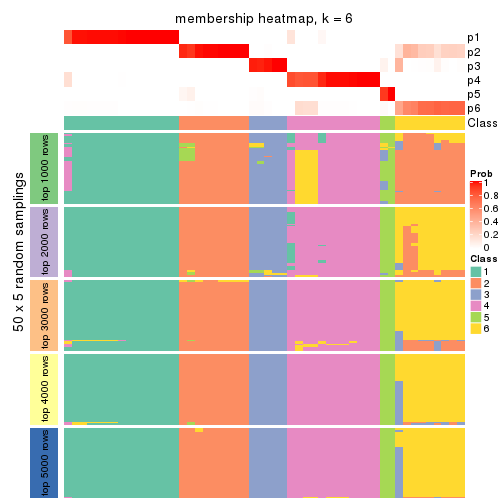 membership heatmap, k = 6
p1
p2
p3
p4
p5
p6
Class
50 x 5 random samplings
top 1000 rows
top 2000 rows
top 3000 rows
top 4000 rows
top 5000 rows
Prob
1
0.8
0.6
0.4
0.2
0
Class
1
2
3
4
5
6